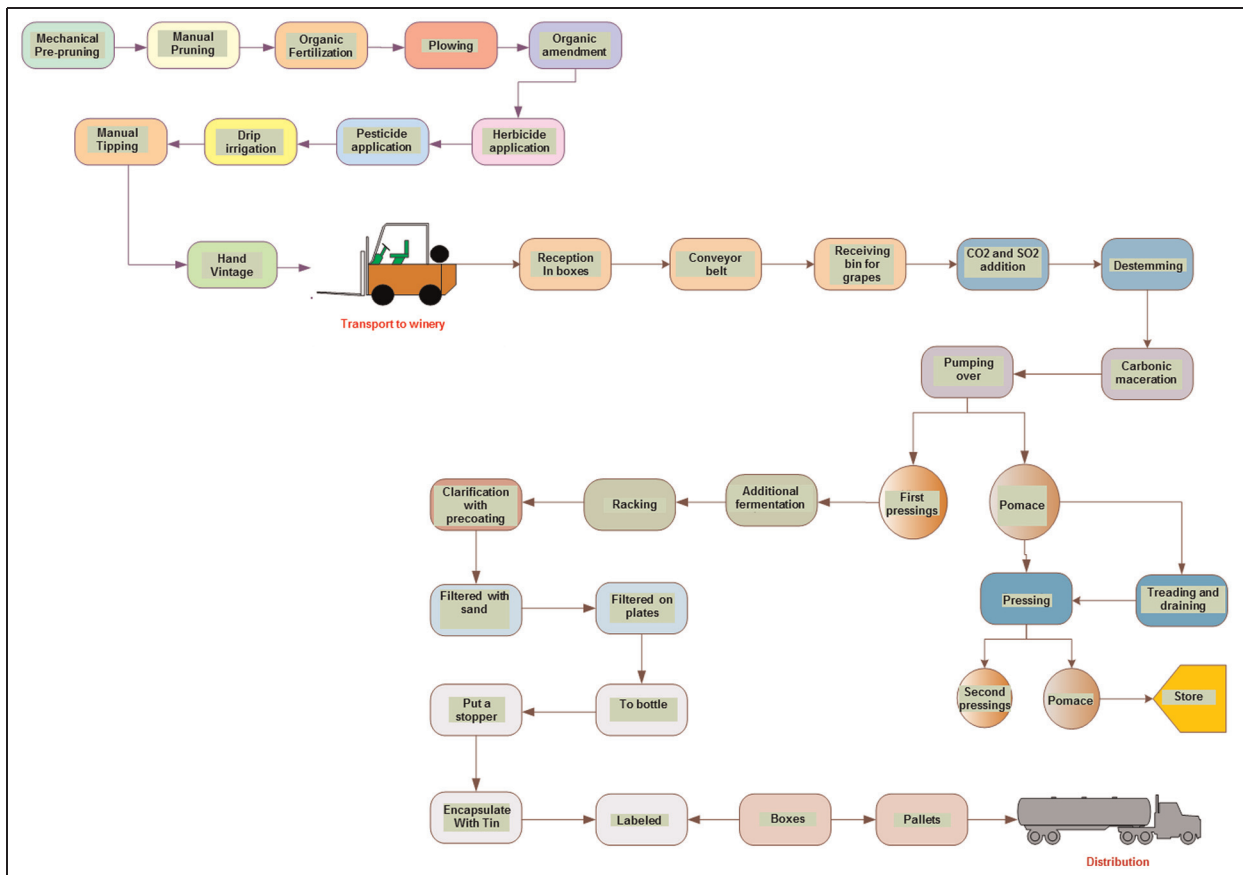 Mechanical
Pre-pruning
Manual
Pruning
Organic
Fertilization
Plowing
Organic
amendment
Manual
Tipping
Drip
irrigation
Pesticide
application
Herbicide
application
Hand
Vintage
Transport to winery
Reception
In boxes
Conveyor
belt
Receiving
bin for
grapes
CO2 and SO2
addition
Destemming
Pumping
over
Carbonic
maceration
Clarification
with
precoating
Racking
Additional
fermentation
First
pressings
Pomace
Filtered with
sand
Filtered on
plates
Pressing
Treading and
draining
Put a
stopper
To bottle
Second
pressings
Pomace
Store
Encapsulate
With Tin
Labeled
Boxes
Pallets
Distribution